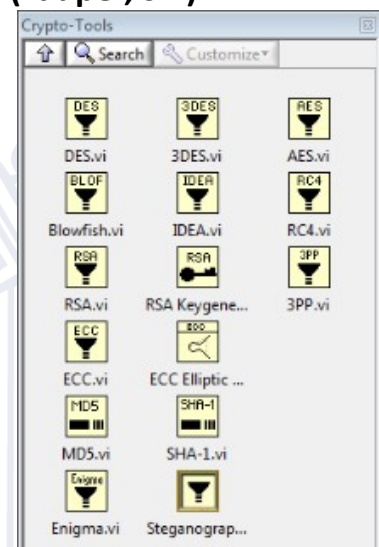 Crypto-Tools
Search Customize
DES 3DES AES
DES.vi 3DES.vi AES.vi
BLOF IDEA RC4
Blowfish.vi IDEA.vi RC4.vi
RSA RSA 3PP
RSA.vi RSA Keygene... 3PP.vi
ECC
ECC.vi ECC Elliptic ...
MD5 SHA-1
MD5.vi SHA-1.vi
Enigma
Enigma.vi Steganograp...